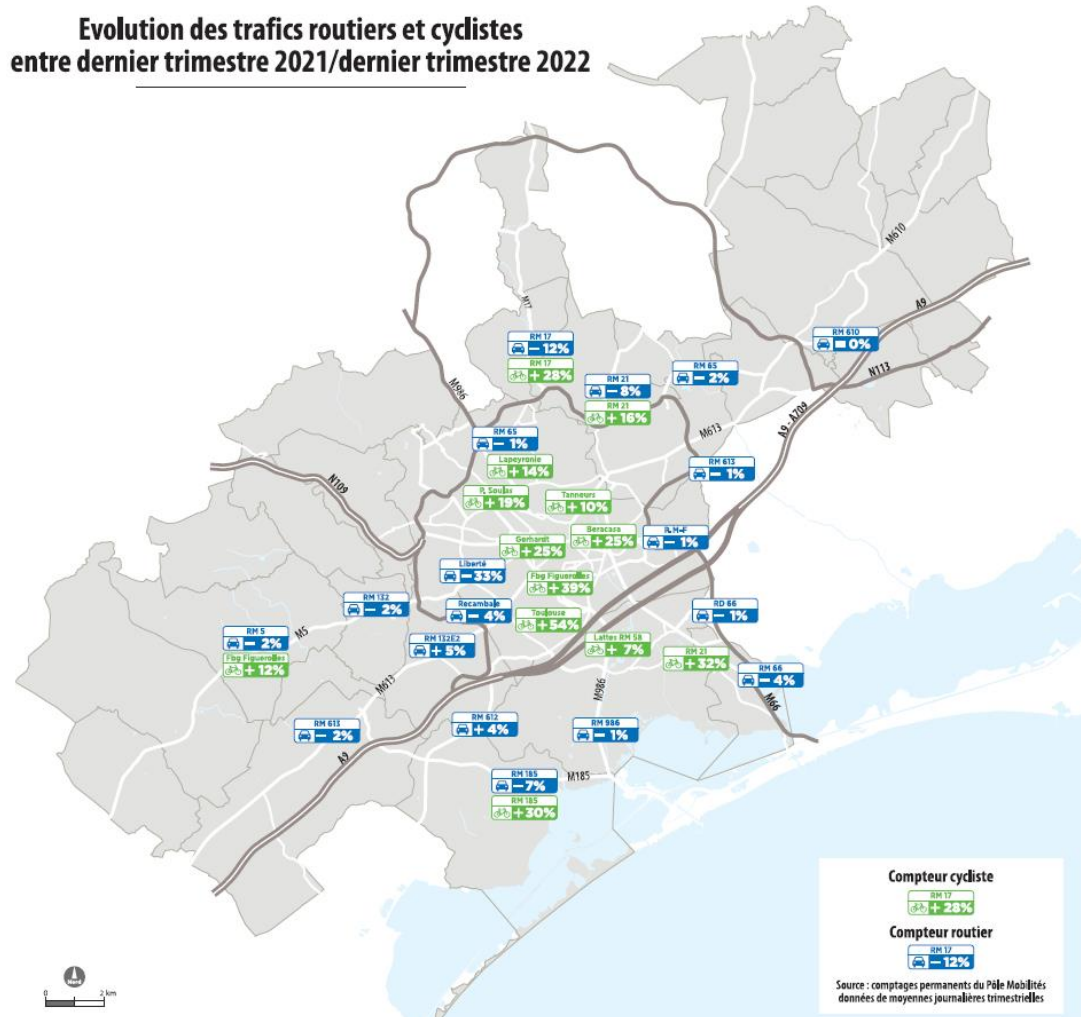 Evolution des trafics routiers et cyclistes
entre dernier trimestre 2021/dernier trimestre 2022
M610
A9
M17
RM 17
− 12%
RM 17
+ 28%
RM 610
0%
RM 65
− 2%
RM 21
− 8%
RM 21
+ 16%
N113
M986
A9 - A709
M613
RM 65
− 1%
Lapeyronie
+ 14%
RM 613
− 1%
N109
P. Soulas
+ 19%
Tanneurs
+ 10%
Beracasa
+ 25%
P. M-F
− 1%
Gerhardt
+ 25%
Liberté
− 33%
Fbg Figuerolles
+ 39%
RM 132
− 2%
Recambale
− 4%
Toulouse
+ 54%
RD 66
− 1%
RM 5
− 2%
M5
Fbg Figuerolles
+ 12%
RM 132E2
+ 5%
Lattes RM 58
+ 7%
RM 21
+ 32%
RM 66
− 4%
M613
M986
M66
RM 613
− 2%
RM 612
+ 4%
RM 986
− 1%
A9
RM 185
− 7%
M185
RM 185
+ 30%
Compteur cycliste
RM 17
+ 28%
Compteur routier
RM 17
− 12%
Source : comptages permanents du Pôle Mobilités
données de moyennes journalières trimestrielles
Nord
0 2 km